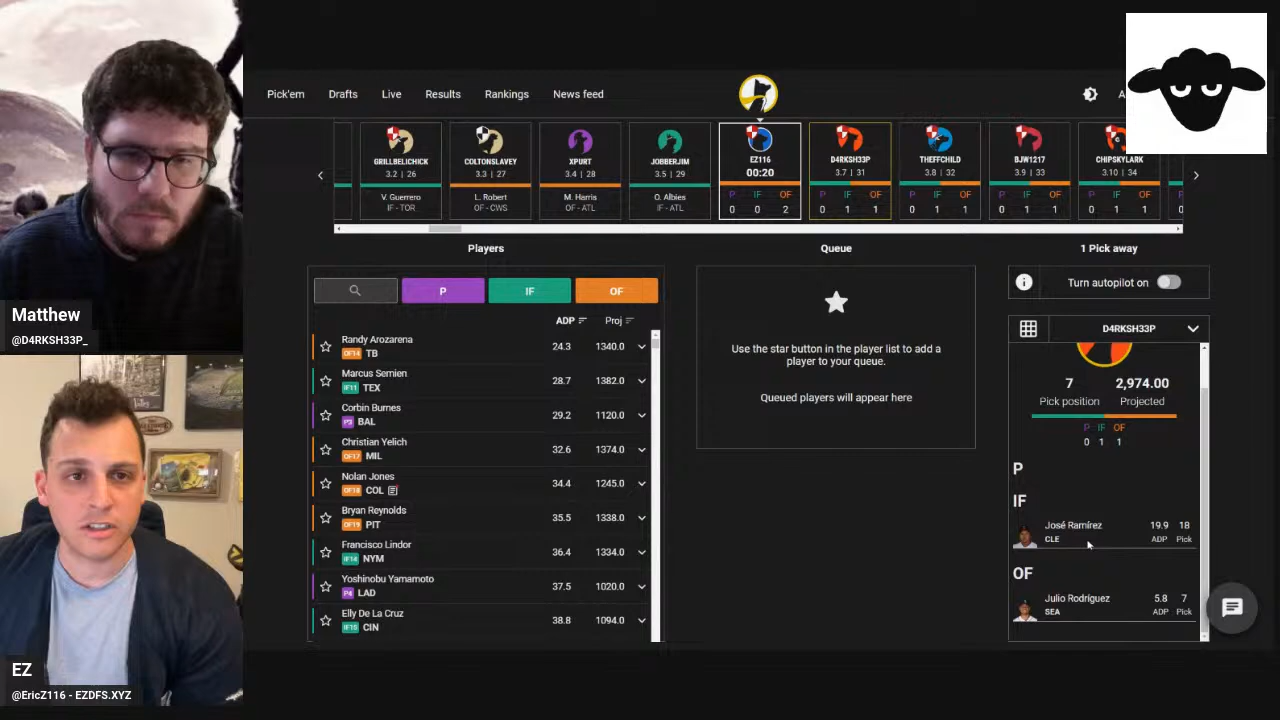 Pick'em Drafts Live Results Rankings News feed
GRILLBELICHICK
3.2 | 26
V. Guerrero
IF - TOR
COLTONSLAVEY
3.3 | 27
L. Robert
OF - CWS
XPURT
3.4 | 28
M. Harris
OF - ATL
JOBBERJIM
3.5 | 29
O. Albies
IF - ATL
EZ116
00:20
P IF OF
0 0 2
D4RKSH33P
3.7 | 31
P IF OF
0 1 1
THEFFCHILD
3.8 | 32
P IF OF
0 1 1
BJW1217
3.9 | 33
P IF OF
0 1 1
CHIPSKYLARK
3.10 | 34
P IF OF
0 1 1
Players
P IF OF
ADP Proj
Randy Arozarena 24.3 1340.0
OF14 TB
Marcus Semien 28.7 1382.0
IF11 TEX
Corbin Burnes 29.2 1120.0
P3 BAL
Christian Yelich 32.6 1374.0
OF17 MIL
Nolan Jones 34.4 1245.0
OF18 COL
Bryan Reynolds 35.5 1338.0
OF19 PIT
Francisco Lindor 36.4 1334.0
IF14 NYM
Yoshinobu Yamamoto 37.5 1020.0
P4 LAD
Elly De La Cruz 38.8 1094.0
IF15 CIN
Queue
Use the star button in the player list to add a
player to your queue.
Queued players will appear here
1 Pick away
Turn autopilot on
D4RKSH33P
7 2,974.00
Pick position Projected
P IF OF
0 1 1
P
IF
José Ramírez 19.9 18
CLE ADP Pick
OF
Julio Rodríguez 5.8 7
SEA ADP Pick
Matthew
@D4RKSH33P_
EZ
@EricZ116 - EZDFS.XYZ